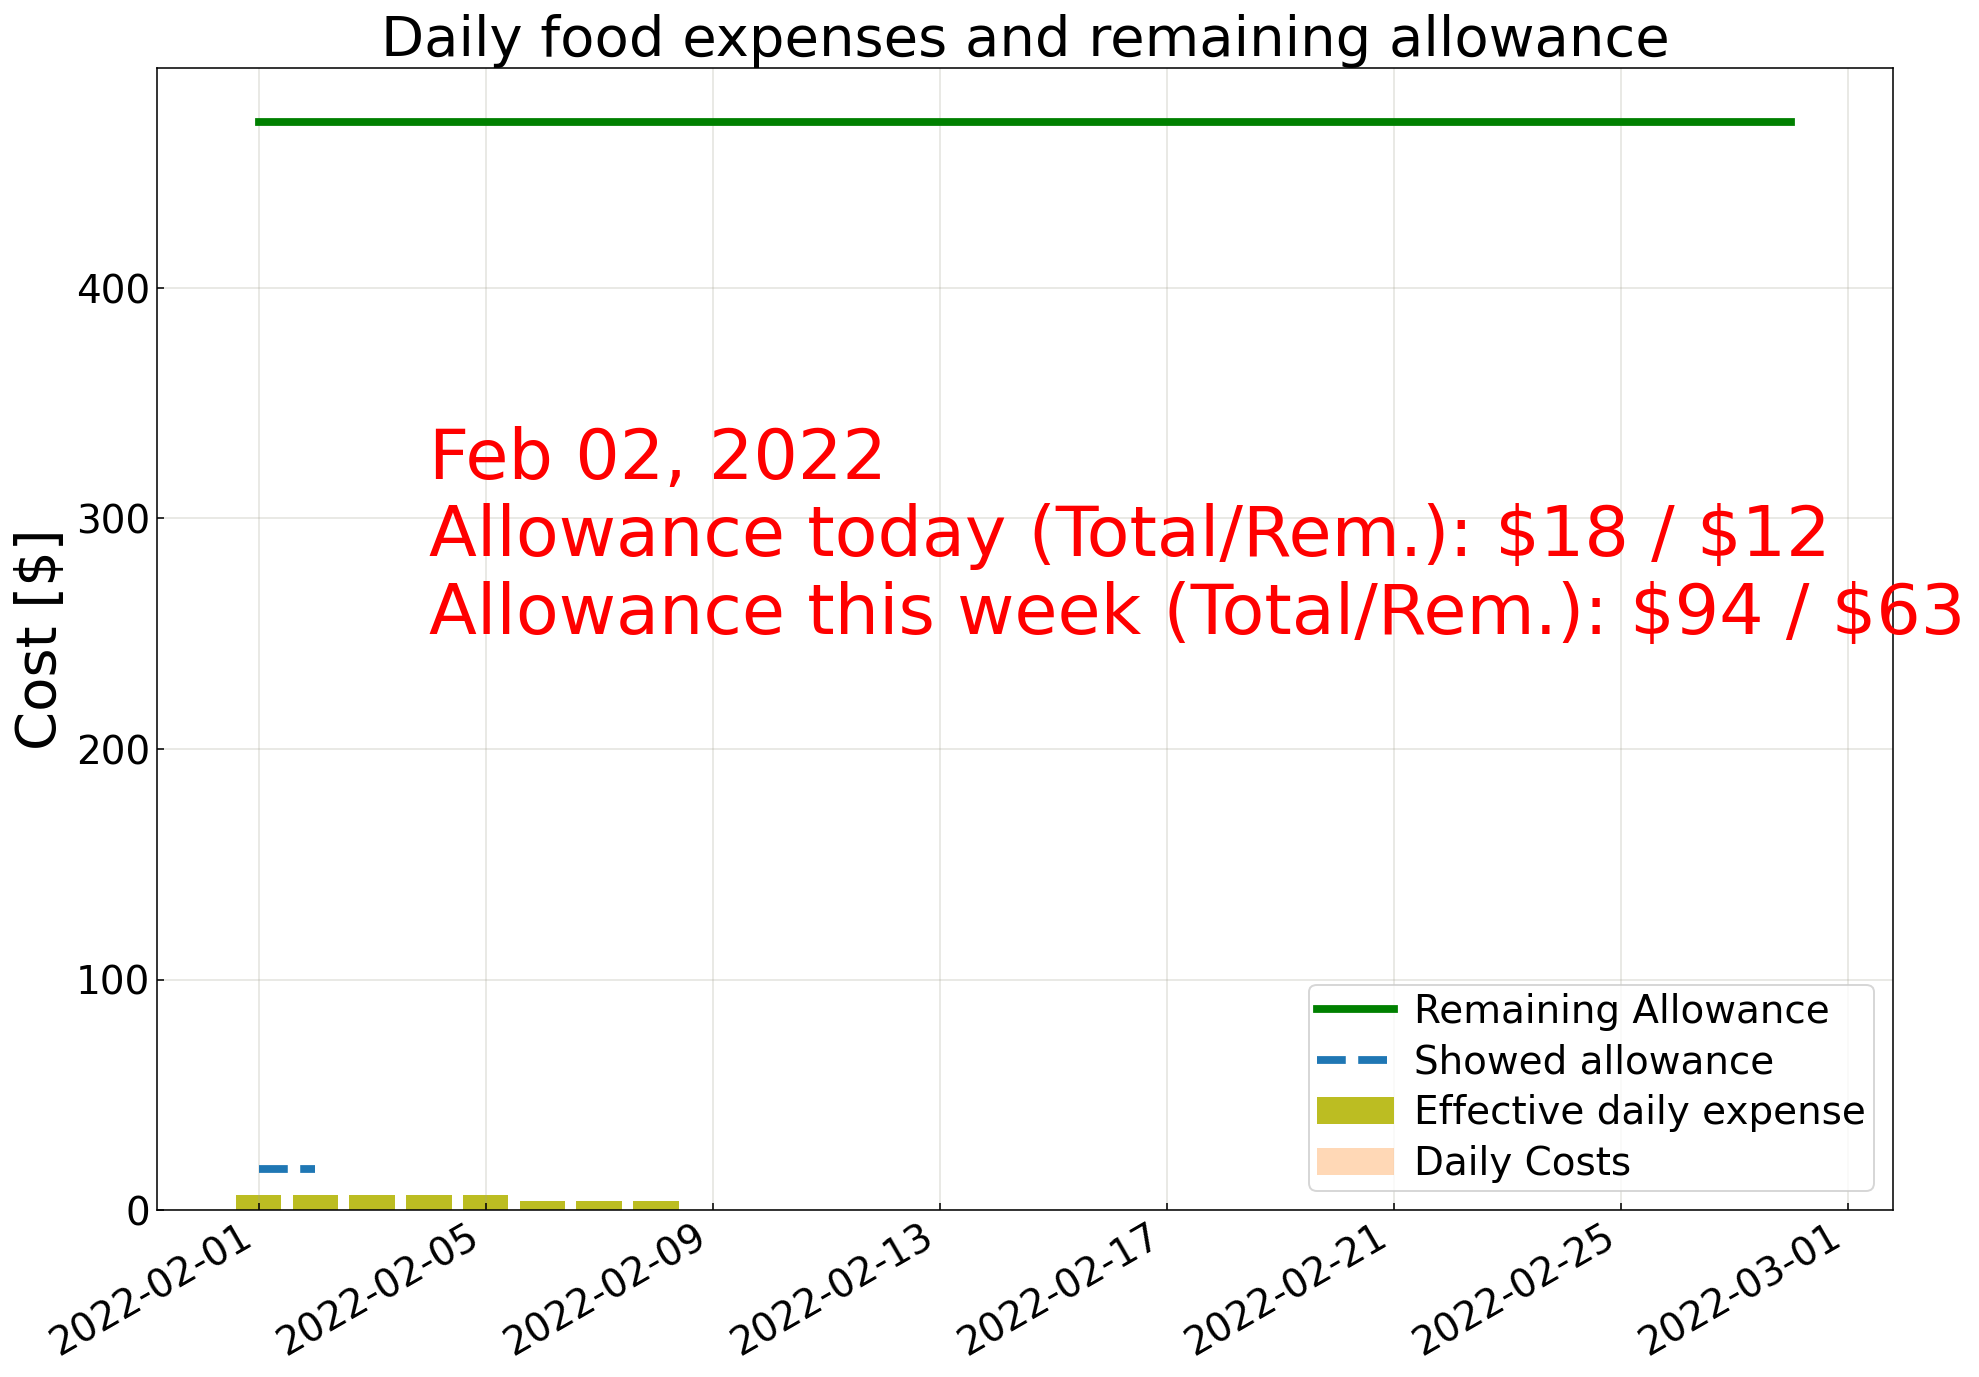 Daily food expenses and remaining allowance
Cost [$]
400
300
200
100
0
Feb 02, 2022
Allowance today (Total/Rem.): $18 / $12
Allowance this week (Total/Rem.): $94 / $63
Remaining Allowance
Showed allowance
Effective daily expense
Daily Costs
2022-02-01
2022-02-05
2022-02-09
2022-02-13
2022-02-17
2022-02-21
2022-02-25
2022-03-01